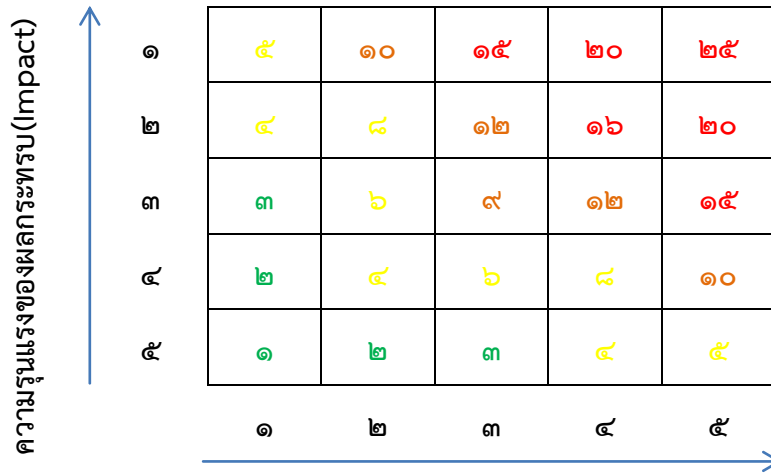 ความรุนแรงของผลกระทบ(Impact)
๑ ๕ ๑๐ ๑๕ ๒๐ ๒๕
๒ ๔ ๘ ๑๒ ๑๖ ๒๐
๓ ๓ ๖ ๙ ๑๒ ๑๕
๔ ๒ ๔ ๖ ๘ ๑๐
๕ ๑ ๒ ๓ ๔ ๕
๑ ๒ ๓ ๔ ๕